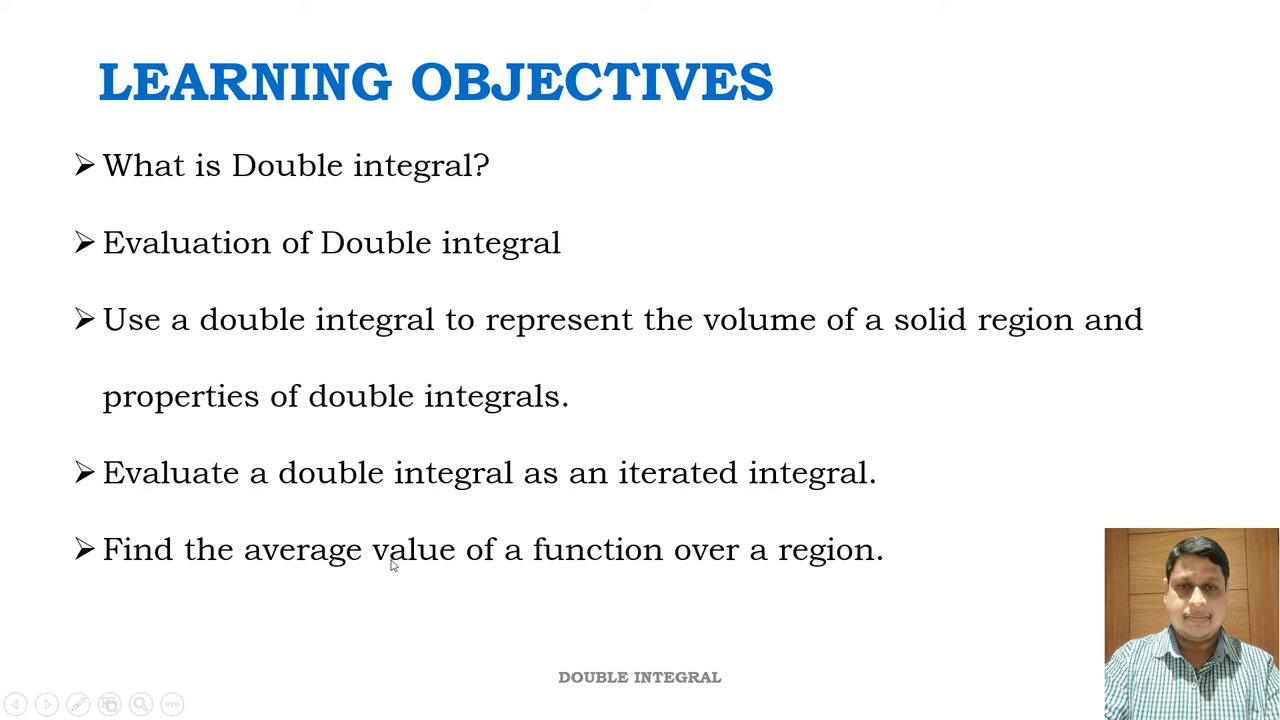 LEARNING OBJECTIVES
➢ What is Double integral?
➢ Evaluation of Double integral
➢ Use a double integral to represent the volume of a solid region and
properties of double integrals.
➢ Evaluate a double integral as an iterated integral.
➢ Find the average value of a function over a region.
DOUBLE INTEGRAL